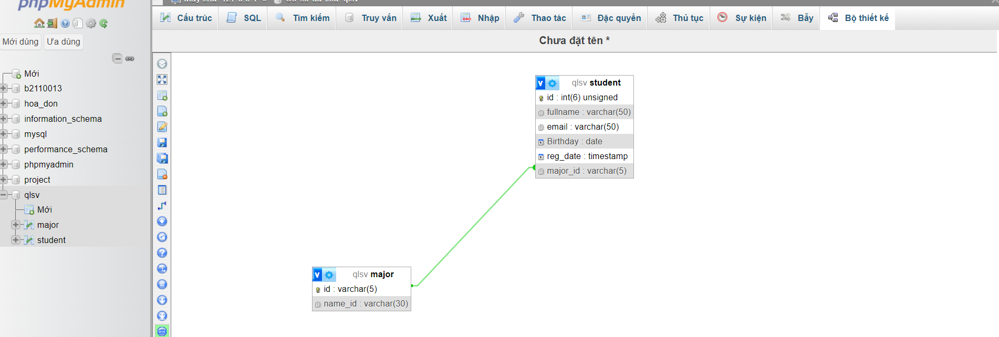 phpMyAdmin
Máy chủ: 127.0.0.1 » Cơ sở dữ liệu: qlsv
Cấu trúc SQL Tìm kiếm Truy vấn Xuất Nhập Thao tác Đặc quyền Thủ tục Sự kiện Bẫy Bộ thiết kế
Mới dùng Ưa dùng
Chưa đặt tên *
Mới
b2110013
hoa_don
information_schema
mysql
performance_schema
phpmyadmin
project
qlsv
Mới
major
student
v qlsv student
id : int(6) unsigned
fullname : varchar(50)
email : varchar(50)
Birthday : date
reg_date : timestamp
major_id : varchar(5)
v qlsv major
id : varchar(5)
name_id : varchar(30)